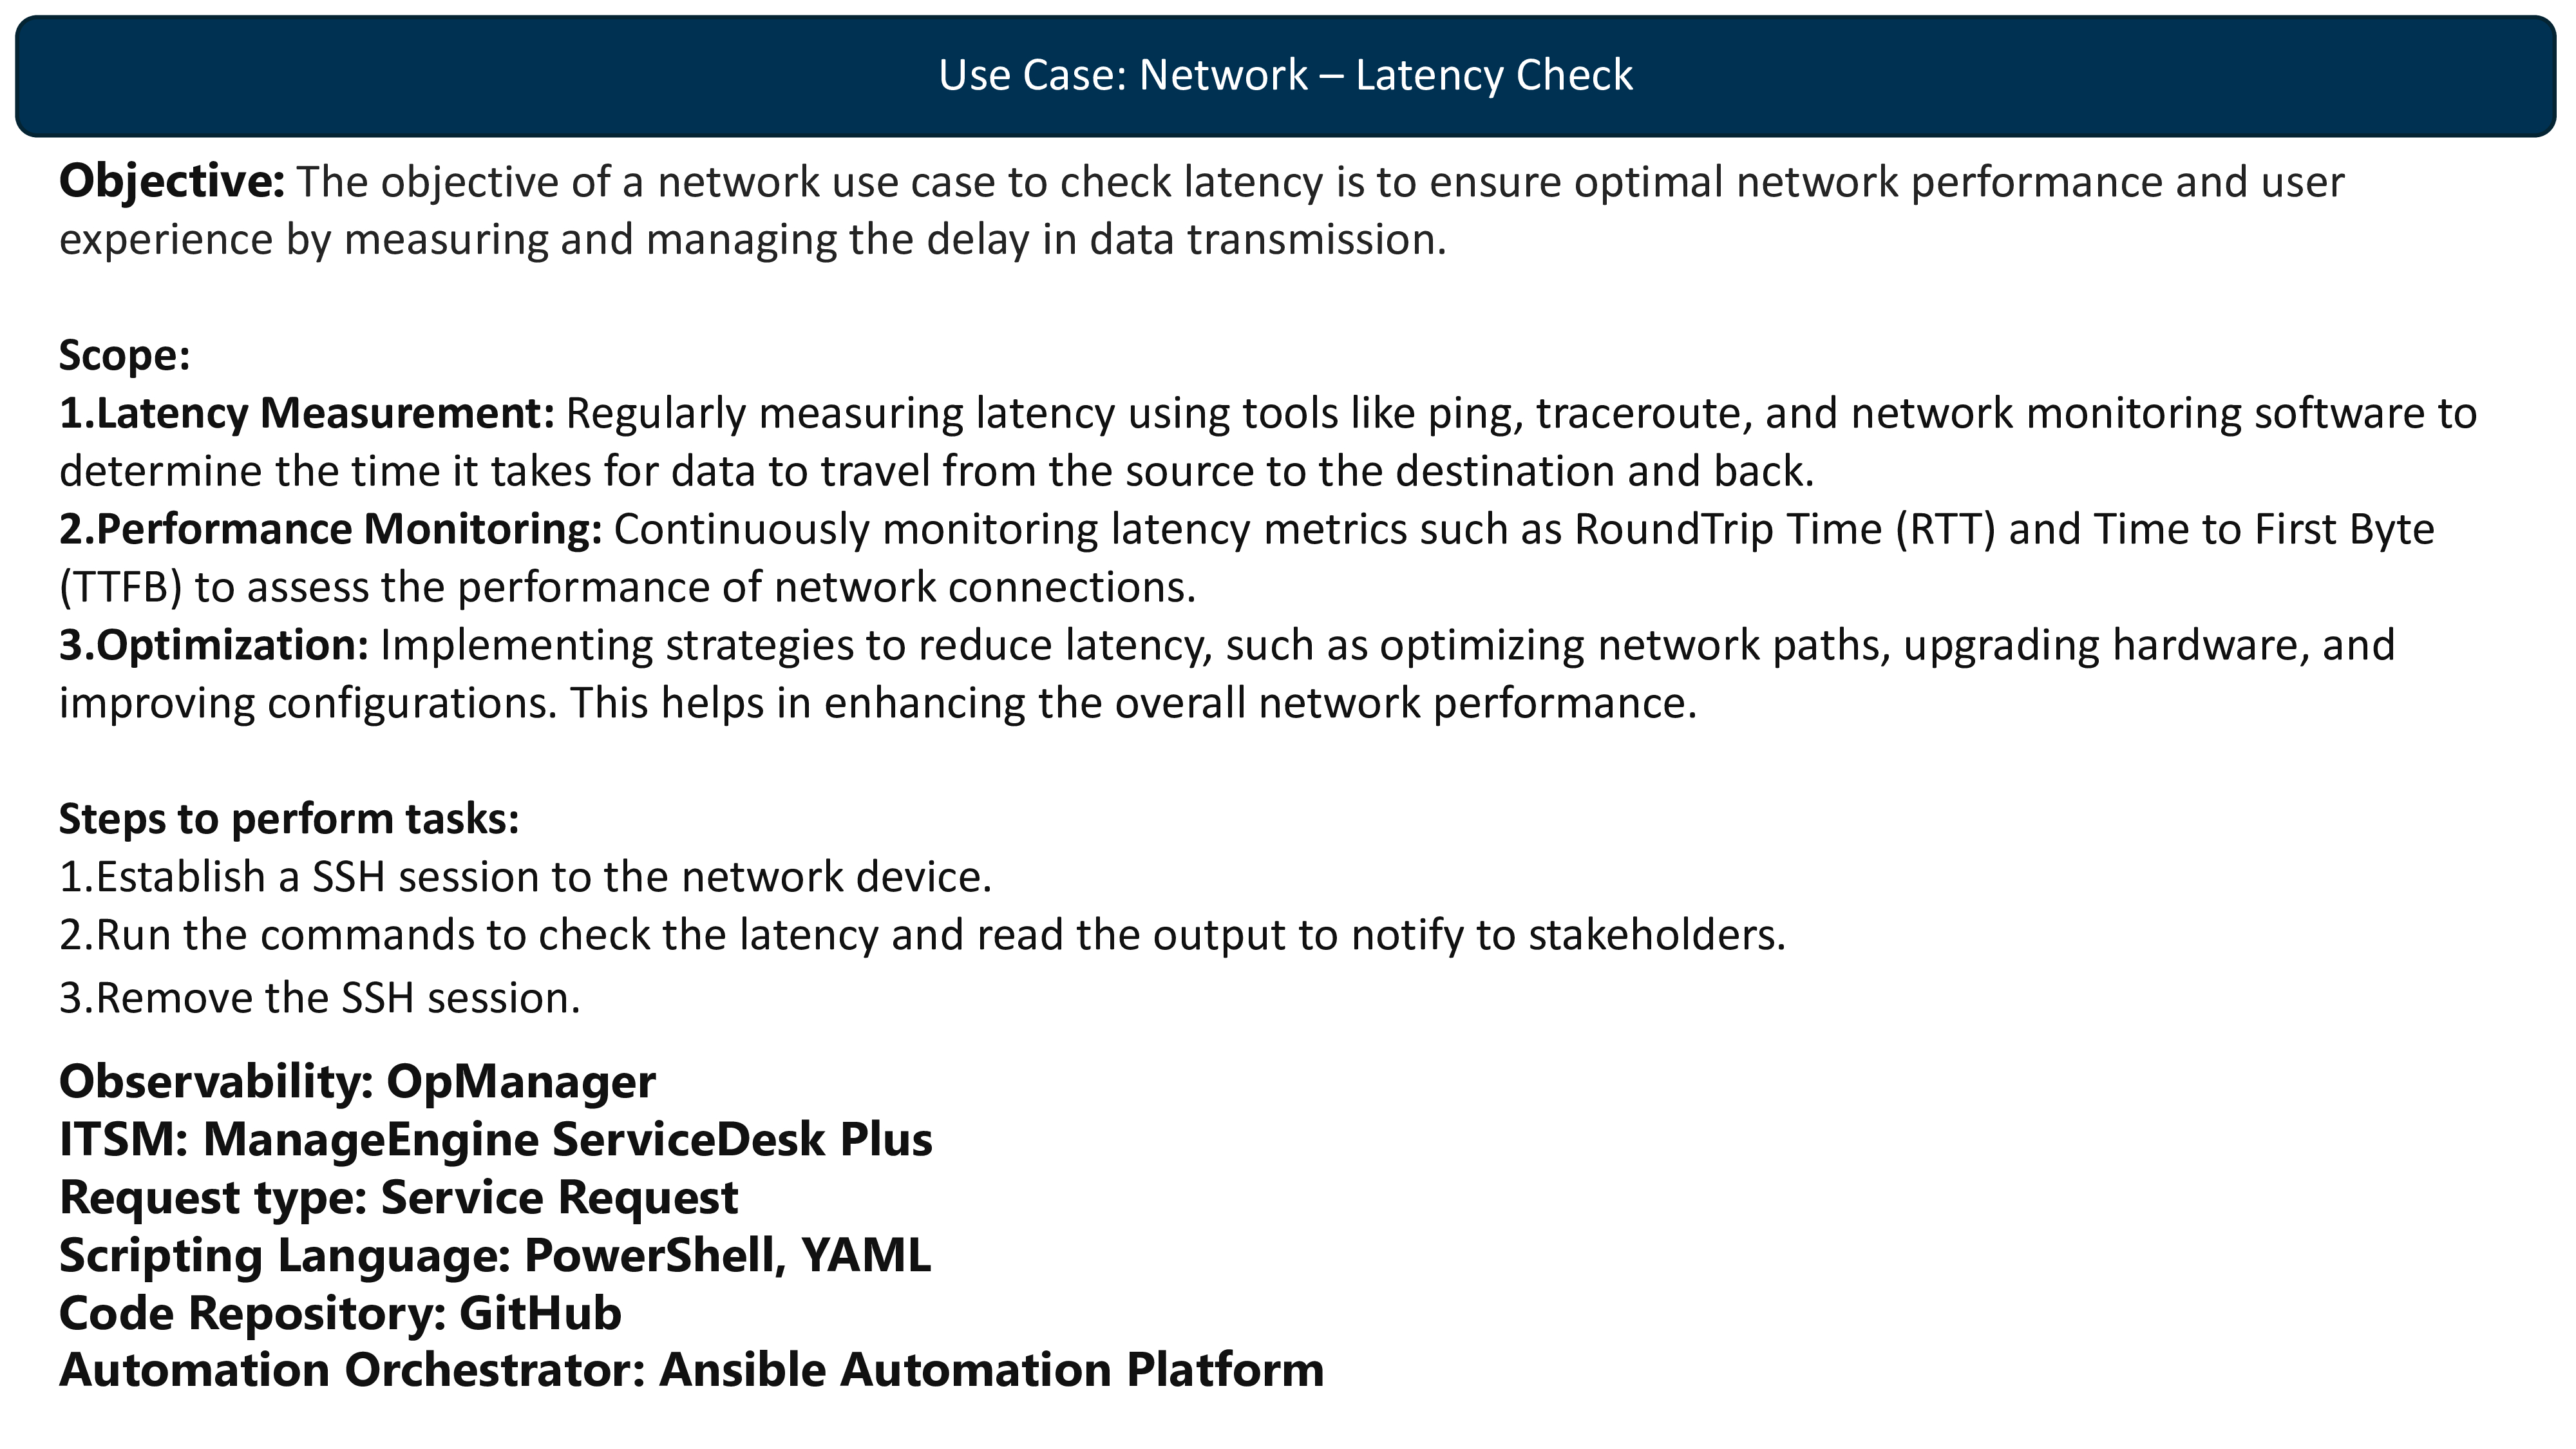 Use Case: Network – Latency Check
Objective: The objective of a network use case to check latency is to ensure optimal network performance and user
experience by measuring and managing the delay in data transmission.
Scope:
1.Latency Measurement: Regularly measuring latency using tools like ping, traceroute, and network monitoring software to
determine the time it takes for data to travel from the source to the destination and back.
2.Performance Monitoring: Continuously monitoring latency metrics such as RoundTrip Time (RTT) and Time to First Byte
(TTFB) to assess the performance of network connections.
3.Optimization: Implementing strategies to reduce latency, such as optimizing network paths, upgrading hardware, and
improving configurations. This helps in enhancing the overall network performance.
Steps to perform tasks:
1.Establish a SSH session to the network device.
2.Run the commands to check the latency and read the output to notify to stakeholders.
3.Remove the SSH session.
Observability: OpManager
ITSM: ManageEngine ServiceDesk Plus
Request type: Service Request
Scripting Language: PowerShell, YAML
Code Repository: GitHub
Automation Orchestrator: Ansible Automation Platform